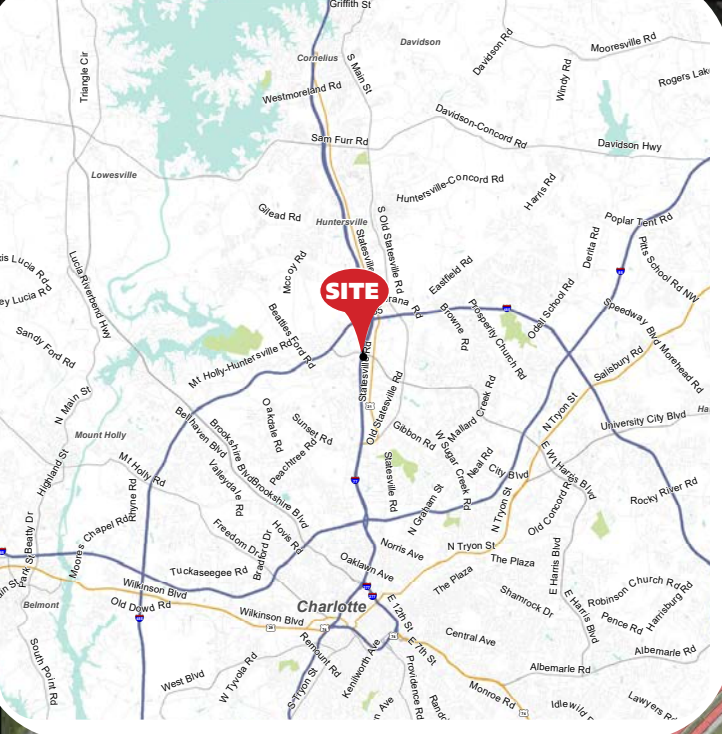 Griffith St
Davidson
Mooresville Rd
Davidson Rd
Cornelius
S Main St
Triangle Cir
Windy Rd
Rogers Lake
Westmoreland Rd
Davidson-Concord Rd
Sam Furr Rd
Davidson Hwy
Lowesville
Huntersville-Concord Rd
Harris Rd
Gilead Rd
Huntersville
S Old Statesville Rd
Poplar Tent Rd
Statesville
Derita Rd
Pitts School Rd NW
Lucia Riverbend Hwy
Mccoy Rd
Eastfield Rd
SITE
Odell School Rd
Browne Rd
Prosperity Church Rd
Speedway Blvd
Beatties Ford Rd
Sandy Ford Rd
Mt Holly-Huntersville Rd
Statesville Rd
Salisbury Rd
Morehead Rd
N Main St
Old Statesville Rd
21
Mallard Creek Rd
N Tryon St
Oakdale Rd
Sunset Rd
Gibbon Rd
University City Blvd
Mount Holly
Bellhaven Blvd
Brookshire Blvd
Peachtree Rd
W Sugar Creek Rd
Neal Rd
E Wt Harris Blvd
Highland St
Mt Holly Rd
Valleydale Rd
Statesville Rd
City Blvd
Rhyne Rd
Brookshire Blvd
N Graham St
N Tryon St
Old Concord Rd
Rocky River Rd
Beatty Dr
Chapel Rd
Freedom Dr
Hovis Rd
Bradford Dr
Norris Ave
N Tryon St
Moores
Park St
Tuckaseegee Rd
Oaklawn Ave
The Plaza
E Harris Blvd
Wilkinson Blvd
The Plaza
Shamrock Dr
Robinson Church Rd
Harrisburg Rd
Belmont
Old Dowd Rd
Charlotte
E 12th St
Wilkinson Blvd
E Harris Blvd
Pence Rd
Central Ave
E 7th St
Remount Rd
Albemarle Rd
South Point Rd
West Blvd
W Tyvola Rd
S Tryon St
Kenilworth Ave
Providence Rd
Albemarle Rd
Monroe Rd
Idlewild
Lawyers Rd